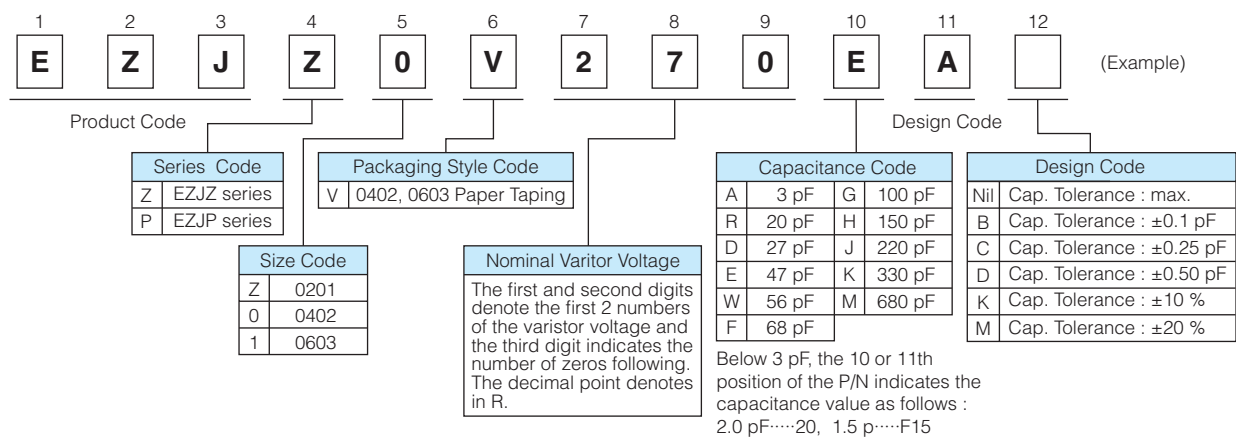 1 2 3 4 5 6 7 8 9 10 11 12
E Z J Z 0 V 2 7 0 E A (Example)
Product Code
Design Code
Series Code
Z EZJZ series
P EZJP series
Packaging Style Code
V 0402, 0603 Paper Taping
Size Code
Z 0201
0 0402
1 0603
Nominal Varitor Voltage
The first and second digits
denote the first 2 numbers
of the varistor voltage and
the third digit indicates the
number of zeros following.
The decimal point denotes
in R.
Capacitance Code
A 3 pF G 100 pF
R 20 pF H 150 pF
D 27 pF J 220 pF
E 47 pF K 330 pF
W 56 pF M 680 pF
F 68 pF
Below 3 pF, the 10 or 11th
position of the P/N indicates the
capacitance value as follows :
2.0 pF·····20, 1.5 p·····F15
Design Code
Nil Cap. Tolerance : max.
B Cap. Tolerance : ±0.1 pF
C Cap. Tolerance : ±0.25 pF
D Cap. Tolerance : ±0.50 pF
K Cap. Tolerance : ±10 %
M Cap. Tolerance : ±20 %